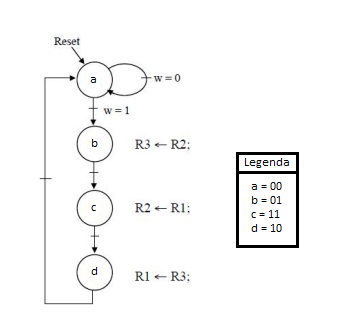 Reset
a
w = 0
w = 1
b
R3 ← R2;
c
R2 ← R1;
d
R1 ← R3;
Legenda
a = 00
b = 01
c = 11
d = 10